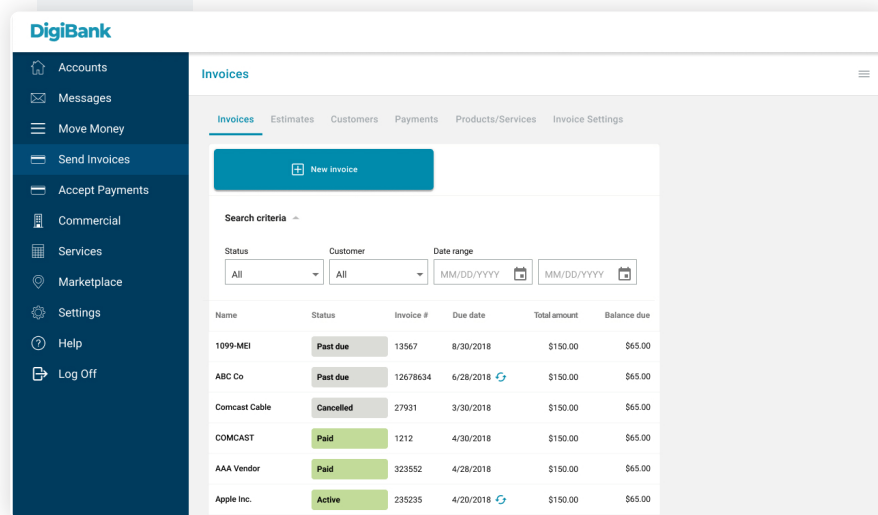 DigiBank
Accounts
Messages
Move Money
Send Invoices
Accept Payments
Commercial
Services
Marketplace
Settings
Help
Log Off
Invoices
Invoices Estimates Customers Payments Products/Services Invoice Settings
New invoice
Search criteria
Status Customer Date range
All All MM/DD/YYYY MM/DD/YYYY
Name Status Invoice # Due date Total amount Balance due
1099-MEI Past due 13567 8/30/2018 $150.00 $65.00
ABC Co Past due 12678634 6/28/2018 $150.00 $65.00
Comcast Cable Cancelled 27931 3/30/2018 $150.00 $65.00
COMCAST Paid 1212 4/30/2018 $150.00 $65.00
AAA Vendor Paid 323552 4/28/2018 $150.00 $65.00
Apple Inc. Active 235235 4/20/2018 $150.00 $65.00